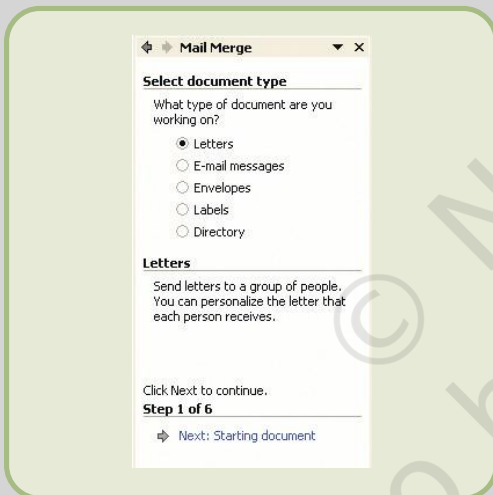 Mail Merge
Select document type
What type of document are you
working on?
Letters
E-mail messages
Envelopes
Labels
Directory
Letters
Send letters to a group of people.
You can personalize the letter that
each person receives.
Click Next to continue.
Step 1 of 6
Next: Starting document